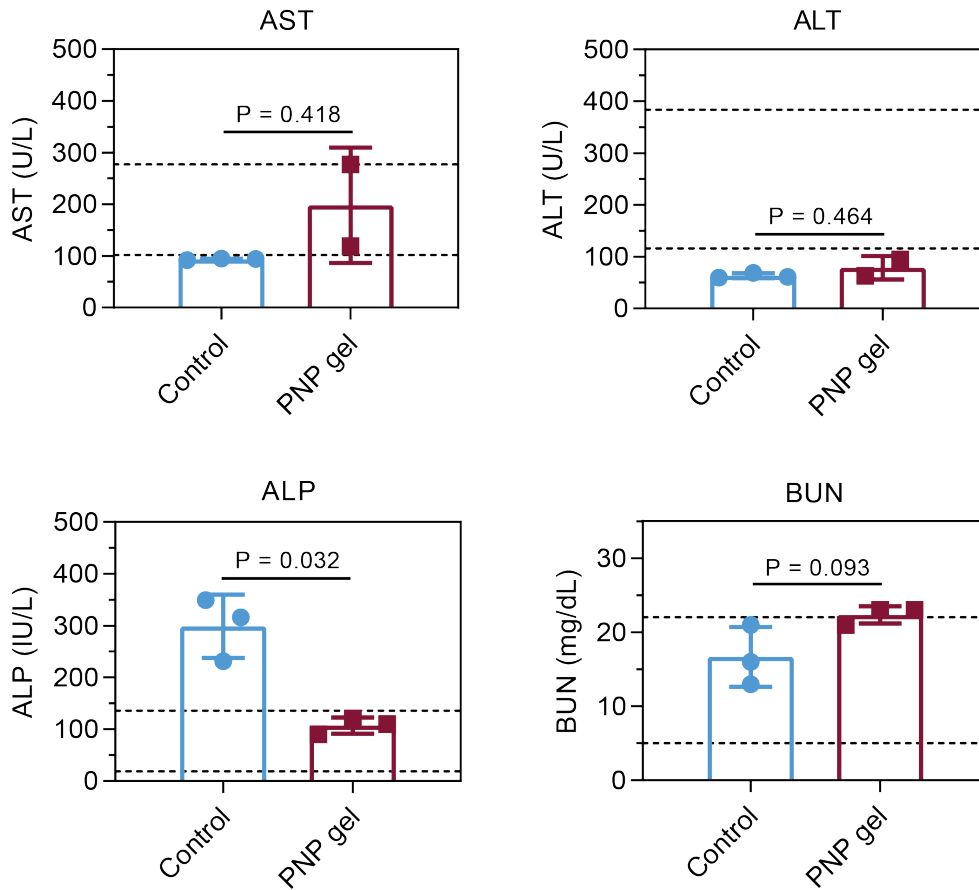 AST
500
400
300
200
100
0
AST (U/L)
P = 0.418
Control
PNP gel
ALT
500
400
300
200
100
0
ALT (U/L)
P = 0.464
Control
PNP gel
ALP
500
400
300
200
100
0
ALP (IU/L)
P = 0.032
Control
PNP gel
BUN
30
20
10
0
BUN (mg/dL)
P = 0.093
Control
PNP gel